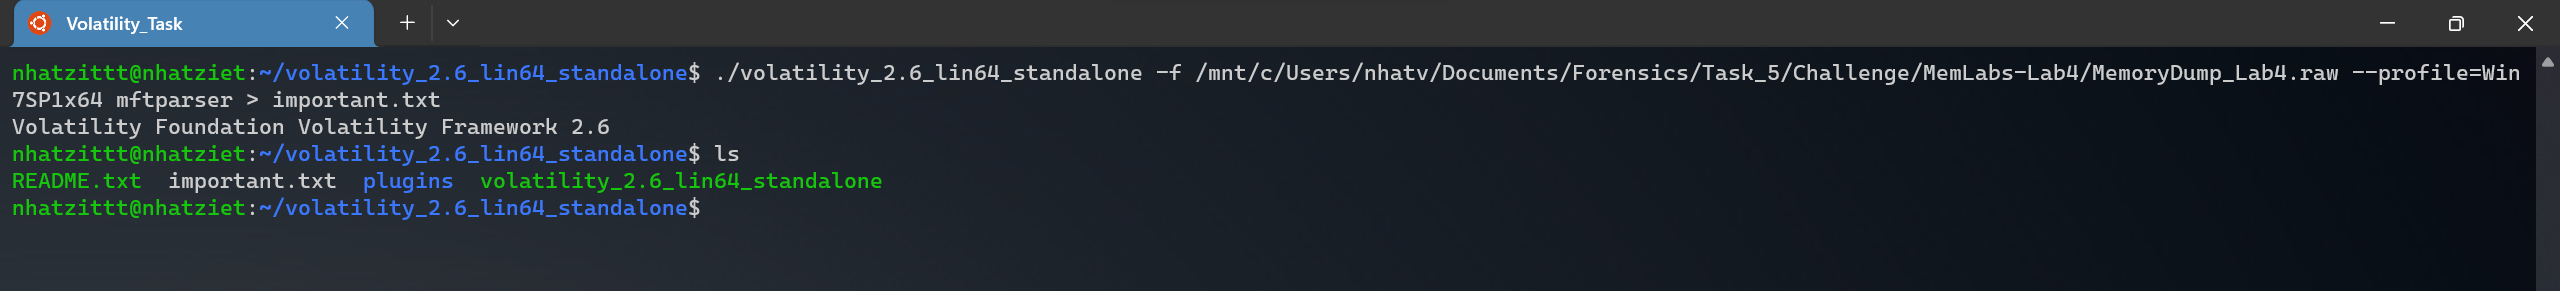 Volatility_Task
nhatzittt@nhatziet:~/volatility_2.6_lin64_standalone$ ./volatility_2.6_lin64_standalone -f /mnt/c/Users/nhatv/Documents/Forensics/Task_5/Challenge/MemLabs-Lab4/MemoryDump_Lab4.raw --profile=Win
7SP1x64 mftparser > important.txt
Volatility Foundation Volatility Framework 2.6
nhatzittt@nhatziet:~/volatility_2.6_lin64_standalone$ ls
README.txt  important.txt  plugins  volatility_2.6_lin64_standalone
nhatzittt@nhatziet:~/volatility_2.6_lin64_standalone$